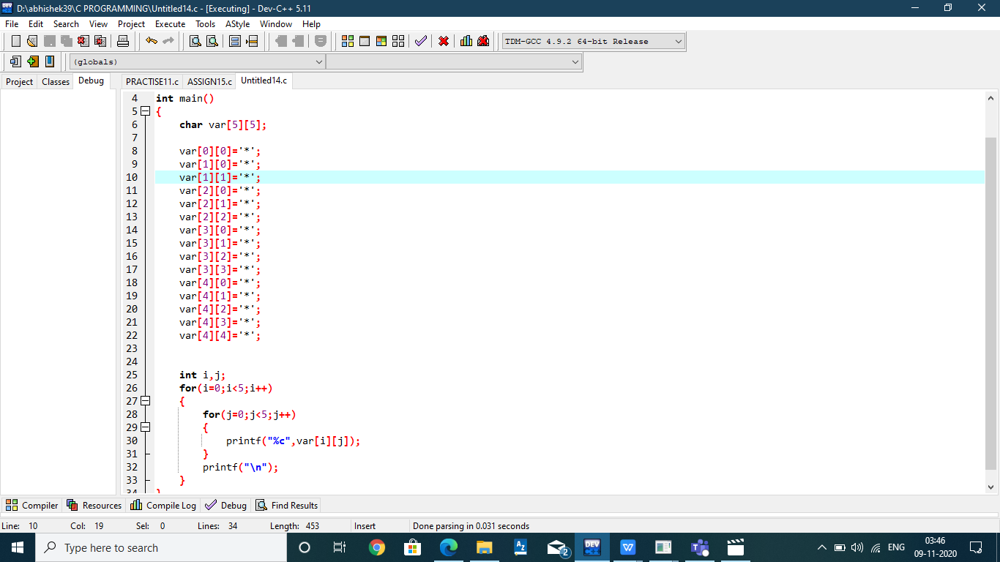 D:\abhishek39\C PROGRAMMING\Untitled14.c - [Executing] - Dev-C++ 5.11
File Edit Search View Project Execute Tools AStyle Window Help
TDM-GCC 4.9.2 64-bit Release
(globals)
Project Classes Debug PRACTISE11.c ASSIGN15.c Untitled14.c
4 int main()
5 {
6 char var[5][5];
7
8 var[0][0]='*';
9 var[1][0]='*';
10 var[1][1]='*';
11 var[2][0]='*';
12 var[2][1]='*';
13 var[2][2]='*';
14 var[3][0]='*';
15 var[3][1]='*';
16 var[3][2]='*';
17 var[3][3]='*';
18 var[4][0]='*';
19 var[4][1]='*';
20 var[4][2]='*';
21 var[4][3]='*';
22 var[4][4]='*';
23
24
25 int i,j;
26 for(i=0;i<5;i++)
27 {
28 for(j=0;j<5;j++)
29 {
30 printf("%c",var[i][j]);
31 }
32 printf("\n");
33 }
34 }
Compiler Resources Compile Log Debug Find Results
Line: 10 Col: 19 Sel: 0 Lines: 34 Length: 453 Insert Done parsing in 0.031 seconds
Type here to search
2
DEV
ENG
03:46
09-11-2020